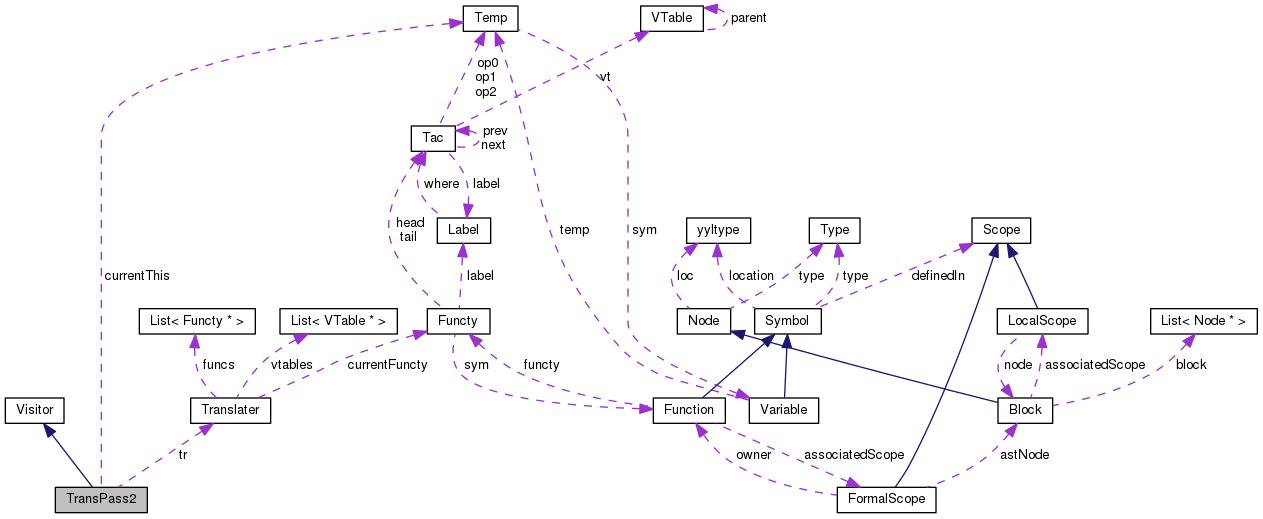 Temp
VTable
parent
op0
op1
op2
vt
Tac
prev
next
where
label
head
tail
Label
temp
sym
yyltype
Type
Scope
currentThis
label
loc
location
type
type
definedIn
List< Functy * >
List< VTable * >
Functy
Node
Symbol
LocalScope
List< Node * >
funcs
vtables
currentFuncty
sym
functy
node
associatedScope
block
Visitor
Translater
Function
Variable
Block
tr
owner
associatedScope
astNode
TransPass2
FormalScope